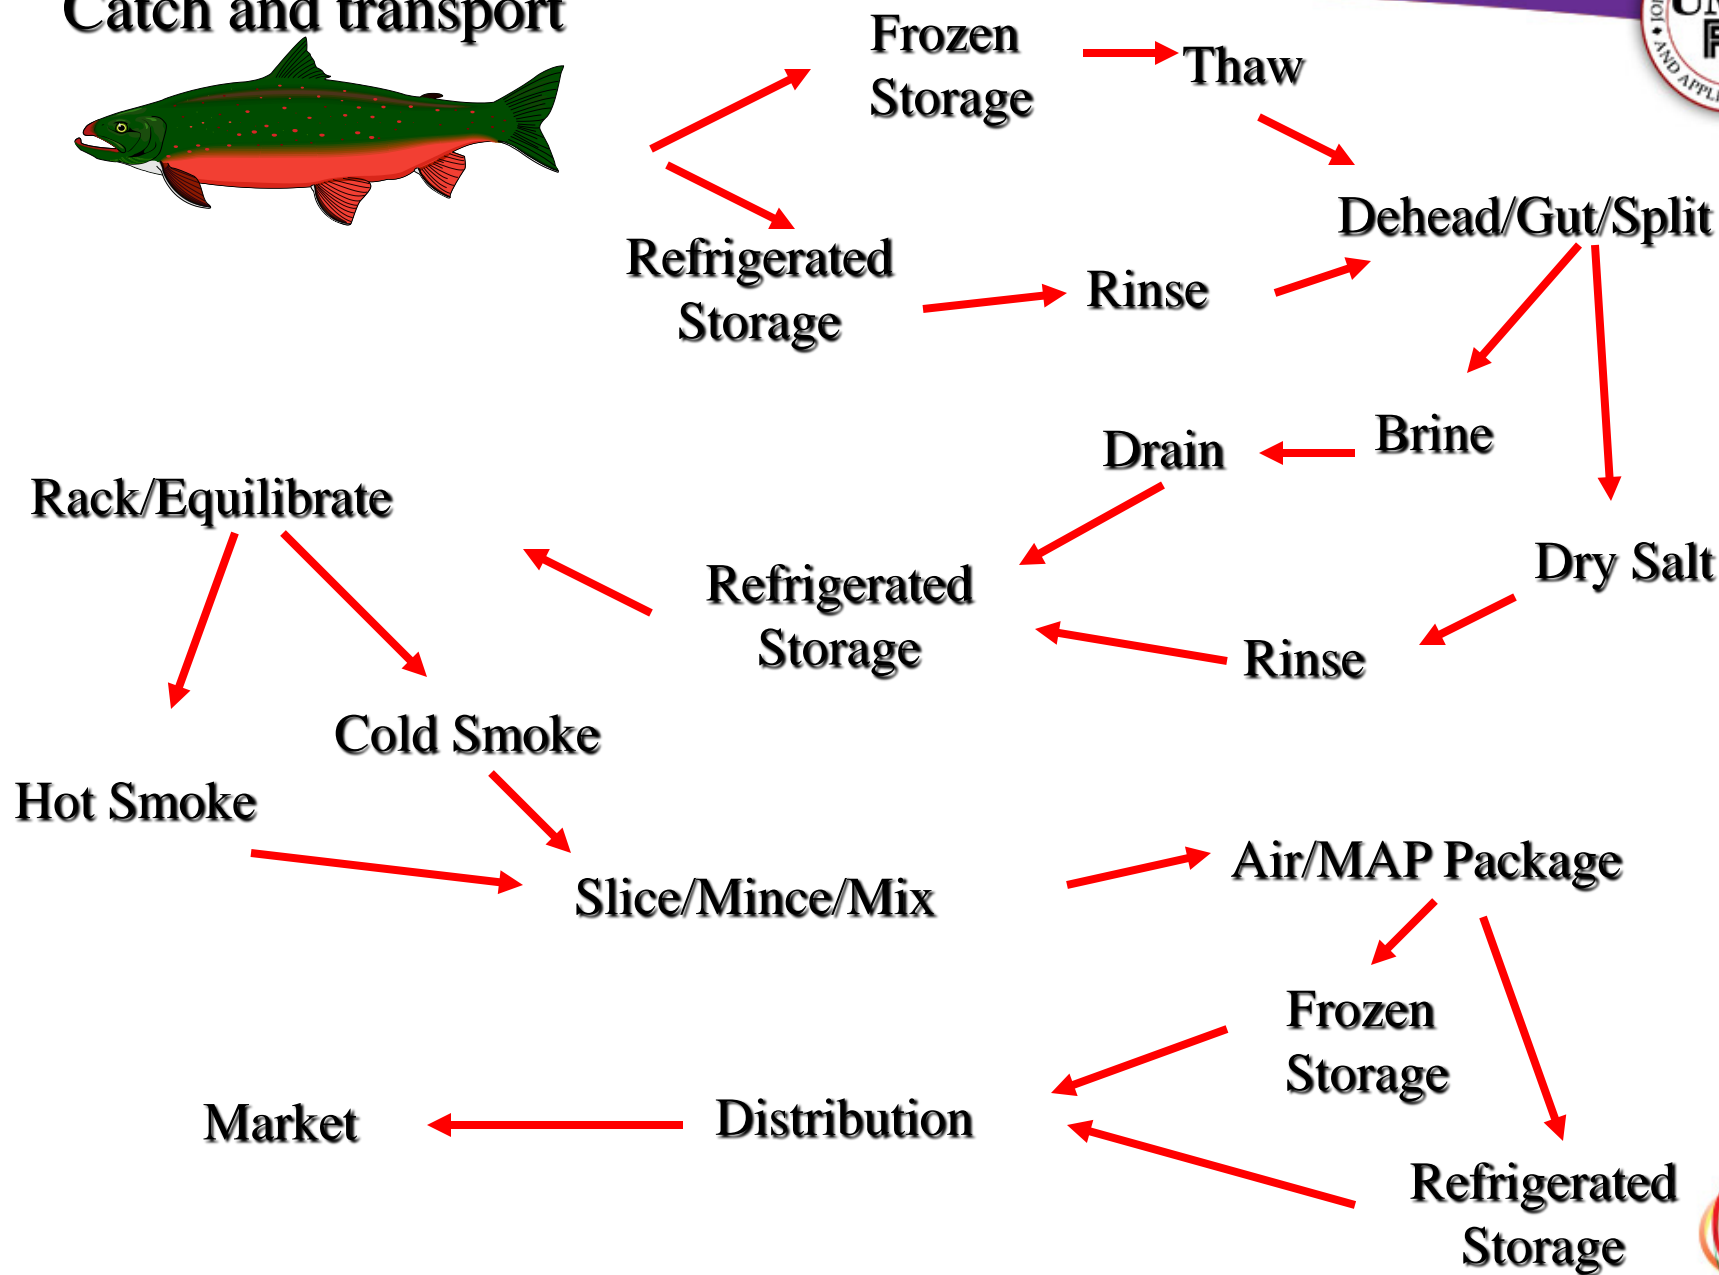 Catch and transport
Frozen
Storage
Thaw
Dehead/Gut/Split
Refrigerated
Storage
Rinse
Brine
Drain
Rack/Equilibrate
Dry Salt
Refrigerated
Storage
Rinse
Cold Smoke
Hot Smoke
Slice/Mince/Mix
Air/MAP Package
Frozen
Storage
Distribution
Market
Refrigerated
Storage
AND